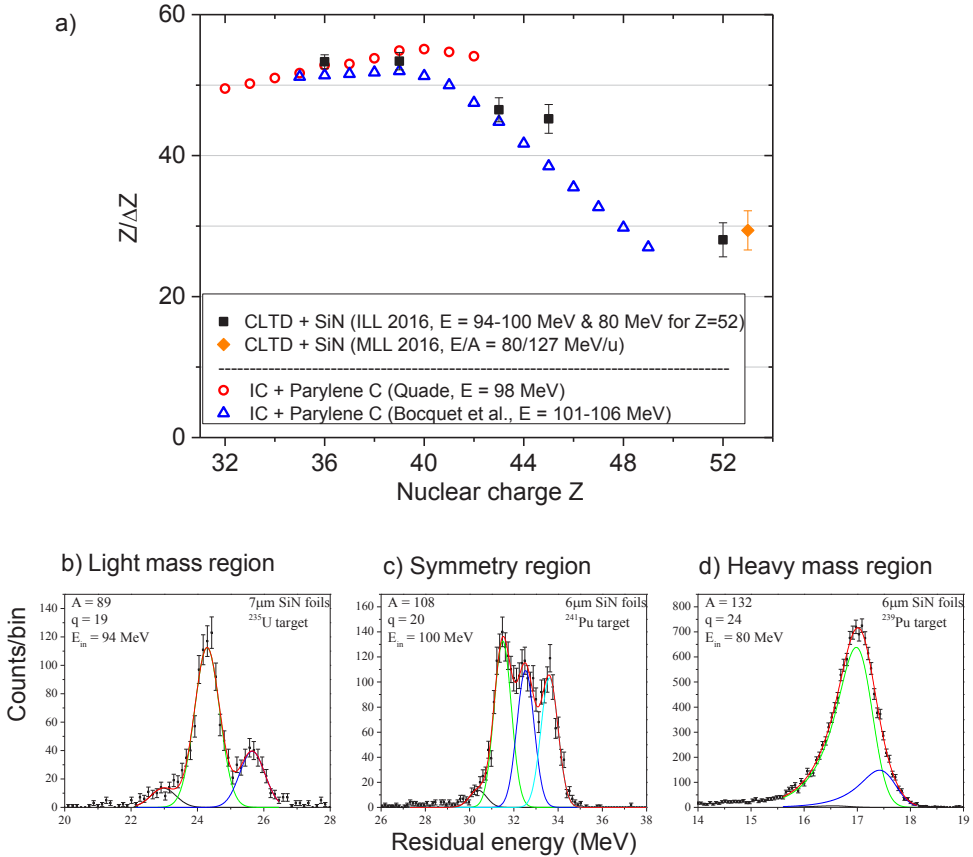 a)
60
40
20
0
Z/ΔZ
CLTD + SiN (ILL 2016, E = 94-100 MeV & 80 MeV for Z=52)
CLTD + SiN (MLL 2016, E/A = 80/127 MeV/u)
IC + Parylene C (Quade, E = 98 MeV)
IC + Parylene C (Bocquet et al., E = 101-106 MeV)
32 36 40 44 48 52
Nuclear charge Z
b) Light mass region
A = 89
q = 19
E_in = 94 MeV
7μm SiN foils
²³⁵U target
Counts/bin
140
120
100
80
60
40
20
0
20 22 24 26 28
c) Symmetry region
A = 108
q = 20
E_in = 100 MeV
6μm SiN foils
²⁴¹Pu target
160
140
120
100
80
60
40
20
0
26 28 30 32 34 36 38
Residual energy (MeV)
d) Heavy mass region
A = 132
q = 24
E_in = 80 MeV
6μm SiN foils
²³⁹Pu target
800
700
600
500
400
300
200
100
0
14 15 16 17 18 19